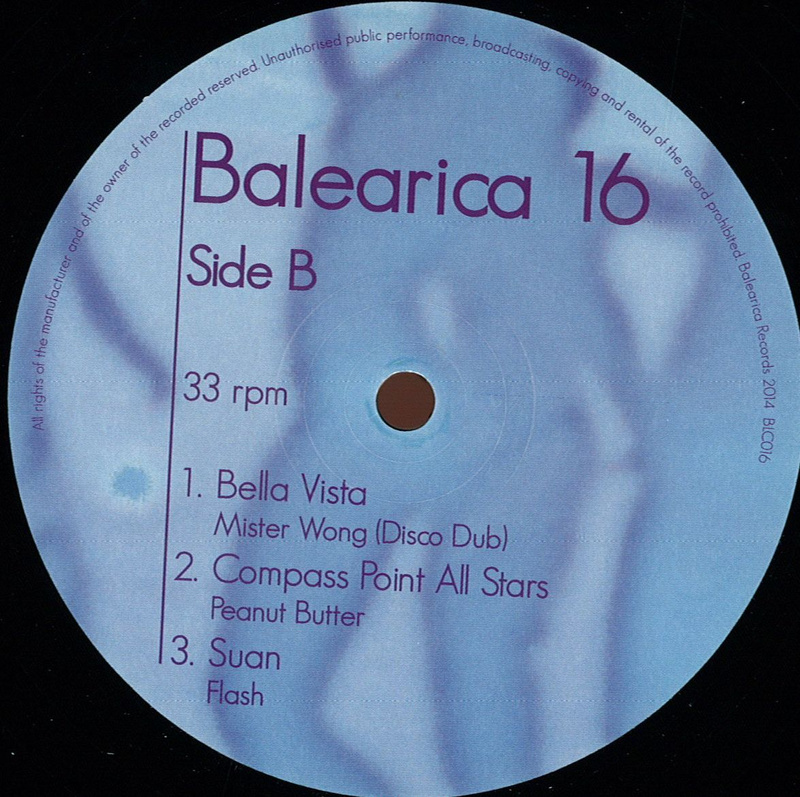 All rights of the manufacturer and of the owner of the recorded reserved. Unauthorised public performance, broadcasting, copying and rental of the record prohibited. Balearica Records 2014 BLC016
Balearica 16
Side B
33 rpm
1. Bella Vista
Mister Wong (Disco Dub)
2. Compass Point All Stars
Peanut Butter
3. Suan
Flash